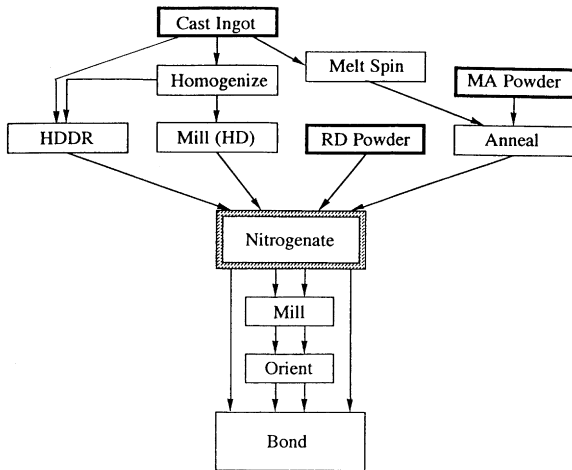 Cast Ingot
Homogenize
Melt Spin
MA Powder
HDDR
Mill (HD)
RD Powder
Anneal
Nitrogenate
Mill
Orient
Bond